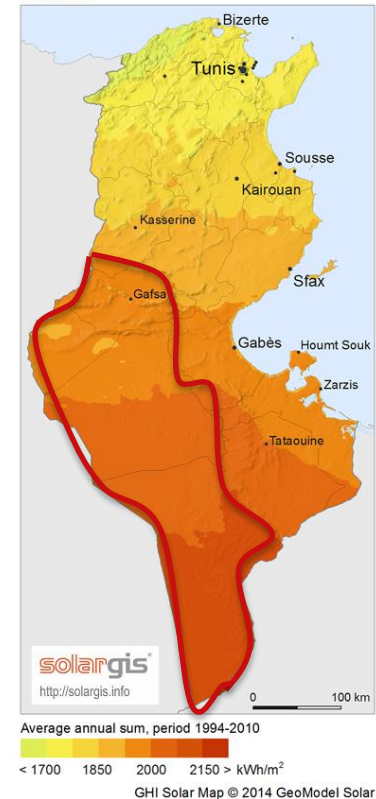 Bizerte
Tunis
Sousse
Kairouan
Kasserine
Sfax
Gafsa
Gabès
Houmt Souk
Zarzis
Tataouine
solargis
http://solargis.info
0 100 km
Average annual sum, period 1994-2010
< 1700 1850 2000 2150 > kWh/m²
GHI Solar Map © 2014 GeoModel Solar